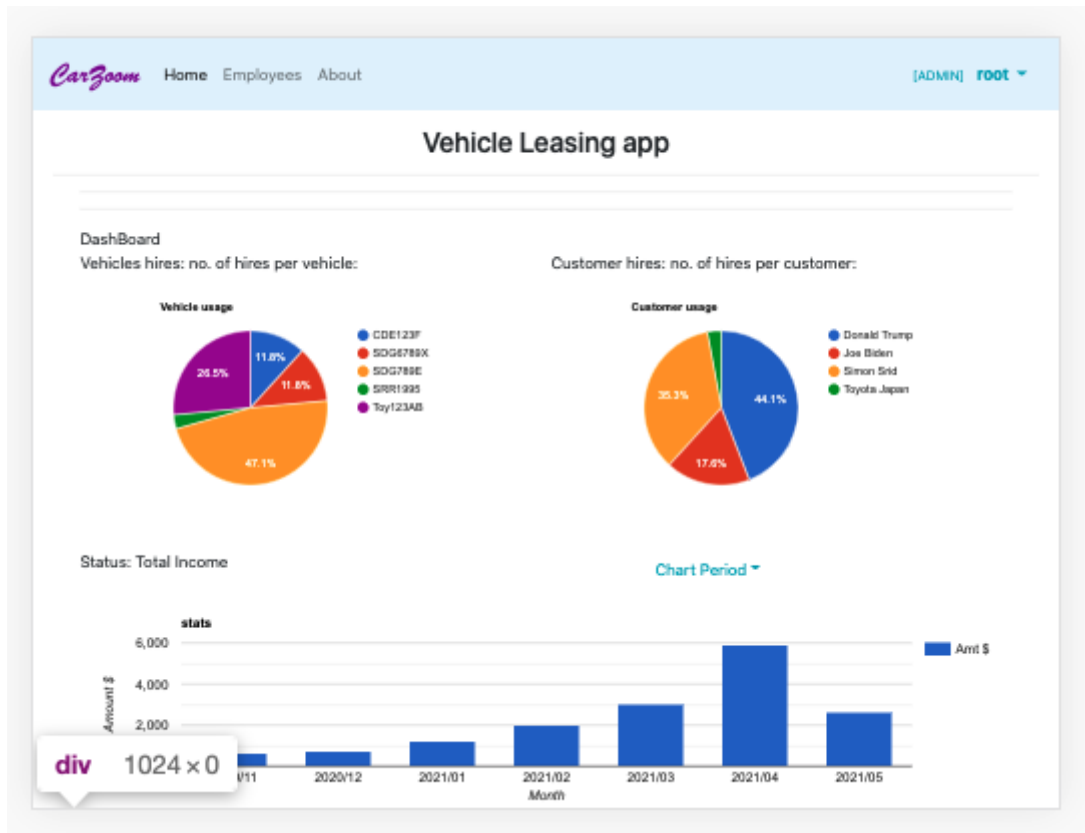 CarZoom Home Employees About [ADMIN] root
Vehicle Leasing app
DashBoard
Vehicles hires: no. of hires per vehicle:
Customer hires: no. of hires per customer:
Vehicle usage
11.8%
11.8%
47.1%
26.5%
CDE123F
SDG6789X
SDG789E
SRR1995
Toy123AB
Customer usage
44.1%
17.6%
35.3%
Donald Trump
Joe Biden
Simon Srid
Toyota Japan
Status: Total Income
Chart Period
stats
6,000
4,000
2,000
Amount $
Amt $
/11 2020/12 2021/01 2021/02 2021/03 2021/04 2021/05
Month
div 1024×0